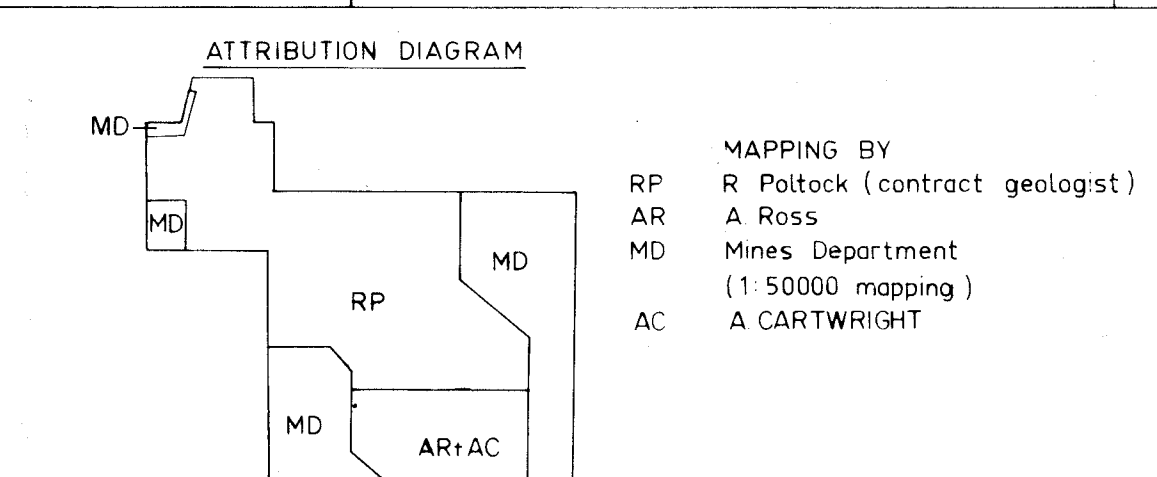 ATTRIBUTION DIAGRAM
MD
MD
MD
RP
MD
AR+AC
MAPPING BY
RP R Poltock (contract geologist)
AR A. Ross
MD Mines Department
(1:50000 mapping)
AC A. CARTWRIGHT